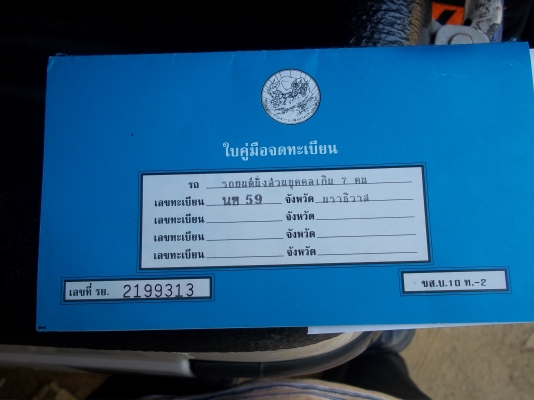 ใบคู่มือจดทะเบียน
รถ รถยนต์นั่งส่วนบุคคลเกิน 7 คน
เลขทะเบียน นศ 59 จังหวัด นราธิวาส
เลขทะเบียน จังหวัด
เลขทะเบียน จังหวัด
เลขทะเบียน จังหวัด
เลขที่ รย. 2199313
ขส.บ.10 ท.-2